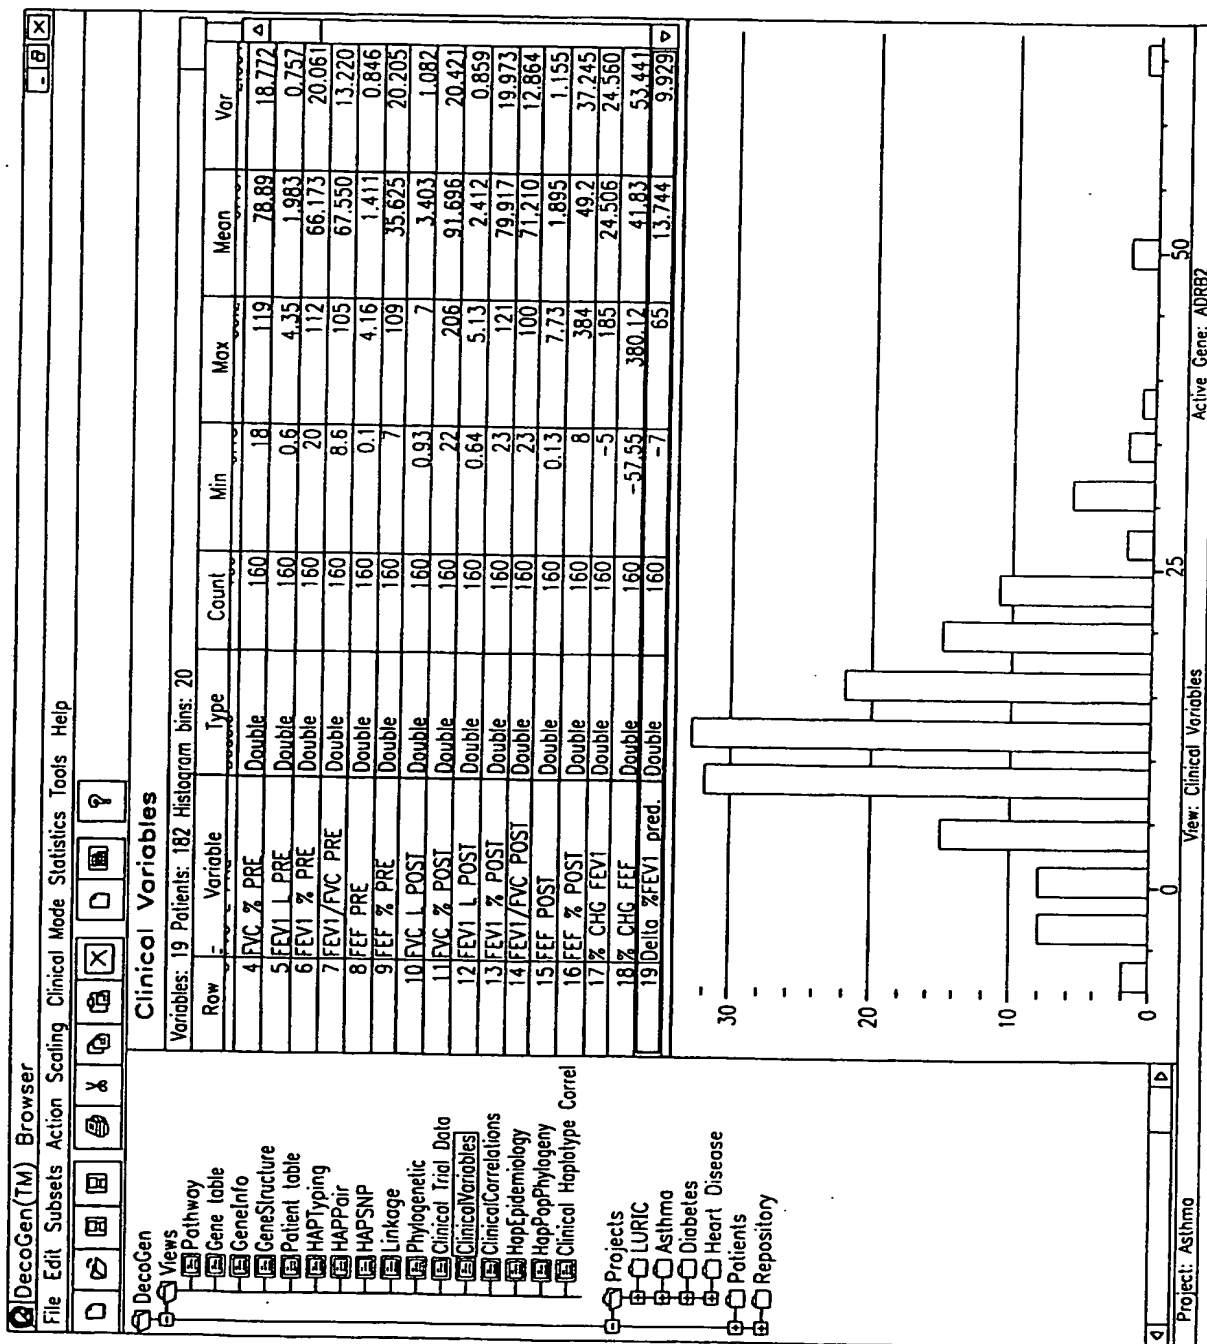 DecoGen(TM) Browser
File Edit Subsets Action Scaling Clinical Mode Statistics Tools Help
?
DecoGen
Views
Pathway
Gene table
GeneInfo
GeneStructure
Patient table
HAPTyping
HAPPair
HAPSNP
Linkage
Phylogenetic
Clinical Trial Data
ClinicalVariables
ClinicalCorrelations
HapEpidemiology
HapPopPhylogeny
Clinical Haplotype Correl
Projects
LURIC
Asthma
Diabetes
Heart Disease
Patients
Repository
Clinical Variables
Variables: 19 Patients: 182 Histogram bins: 20
Row Variable Type Count Min Max Mean Var
4 FVC % PRE Double 160 18 119 78.89 18.772
5 FEV1 L PRE Double 160 0.6 4.35 1.983 0.757
6 FEV1 % PRE Double 160 20 112 66.173 20.061
7 FEV1/FVC PRE Double 160 8.6 105 67.550 13.220
8 FEF PRE Double 160 0.1 4.16 1.411 0.846
9 FEF % PRE Double 160 7 109 35.625 20.205
10 FVC L POST Double 160 0.93 7 3.403 1.082
11 FVC % POST Double 160 22 206 91.696 20.421
12 FEV1 L POST Double 160 0.64 5.13 2.412 0.859
13 FEV1 % POST Double 160 23 121 79.917 19.973
14 FEV1/FVC POST Double 160 23 100 71.210 12.864
15 FEF POST Double 160 0.13 7.73 1.895 1.155
16 FEF % POST Double 160 8 384 49.2 37.245
17 % CHG FEV1 Double 160 -5 185 24.506 24.560
18 % CHG FEF Double 160 -57.55 380.12 41.83 53.441
19 Delta %FEV1 pred. Double 160 -7 65 13.744 9.929
30
20
10
0
0 25 50
Project: Asthma View: Clinical Variables Active Gene: ADRB2